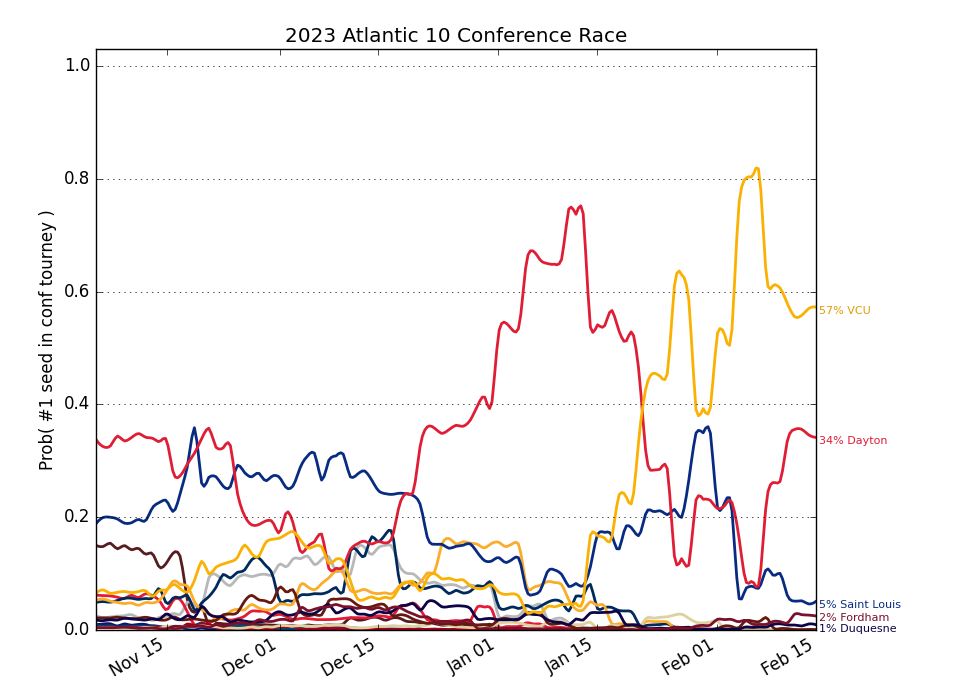 2023 Atlantic 10 Conference Race
Prob( #1 seed in conf tourney )
1.0
0.8
0.6
0.4
0.2
0.0
57% VCU
34% Dayton
5% Saint Louis
2% Fordham
1% Duquesne
Nov 15
Dec 01
Dec 15
Jan 01
Jan 15
Feb 01
Feb 15